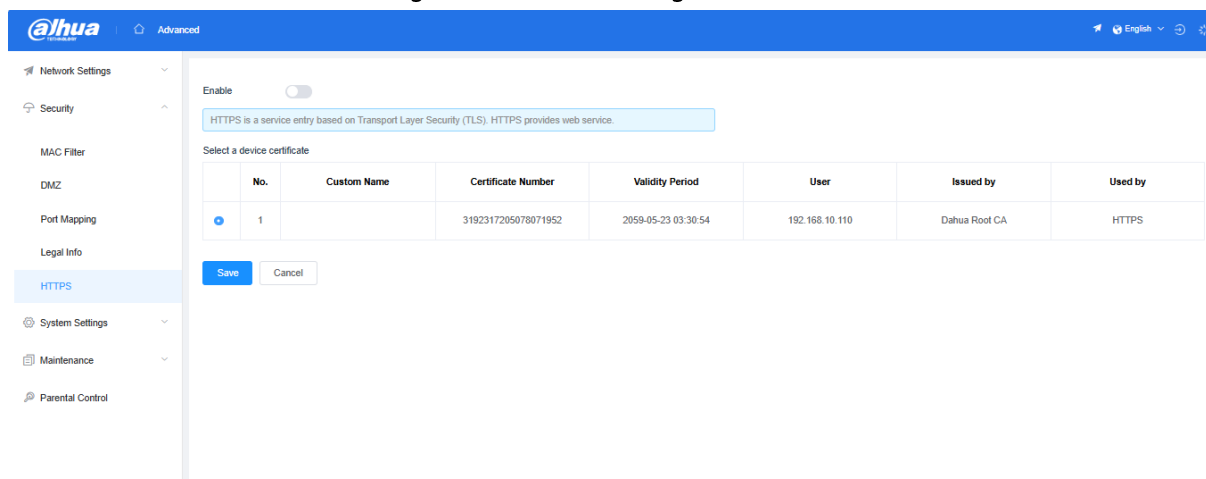 alhua
TECHNOLOGY
Advanced
English
Network Settings
Security
MAC Filter
DMZ
Port Mapping
Legal Info
HTTPS
System Settings
Maintenance
Parental Control
Enable
HTTPS is a service entry based on Transport Layer Security (TLS). HTTPS provides web service.
Select a device certificate
No. Custom Name Certificate Number Validity Period User Issued by Used by
1 3192317205078071952 2059-05-23 03:30:54 192.168.10.110 Dahua Root CA HTTPS
Save Cancel